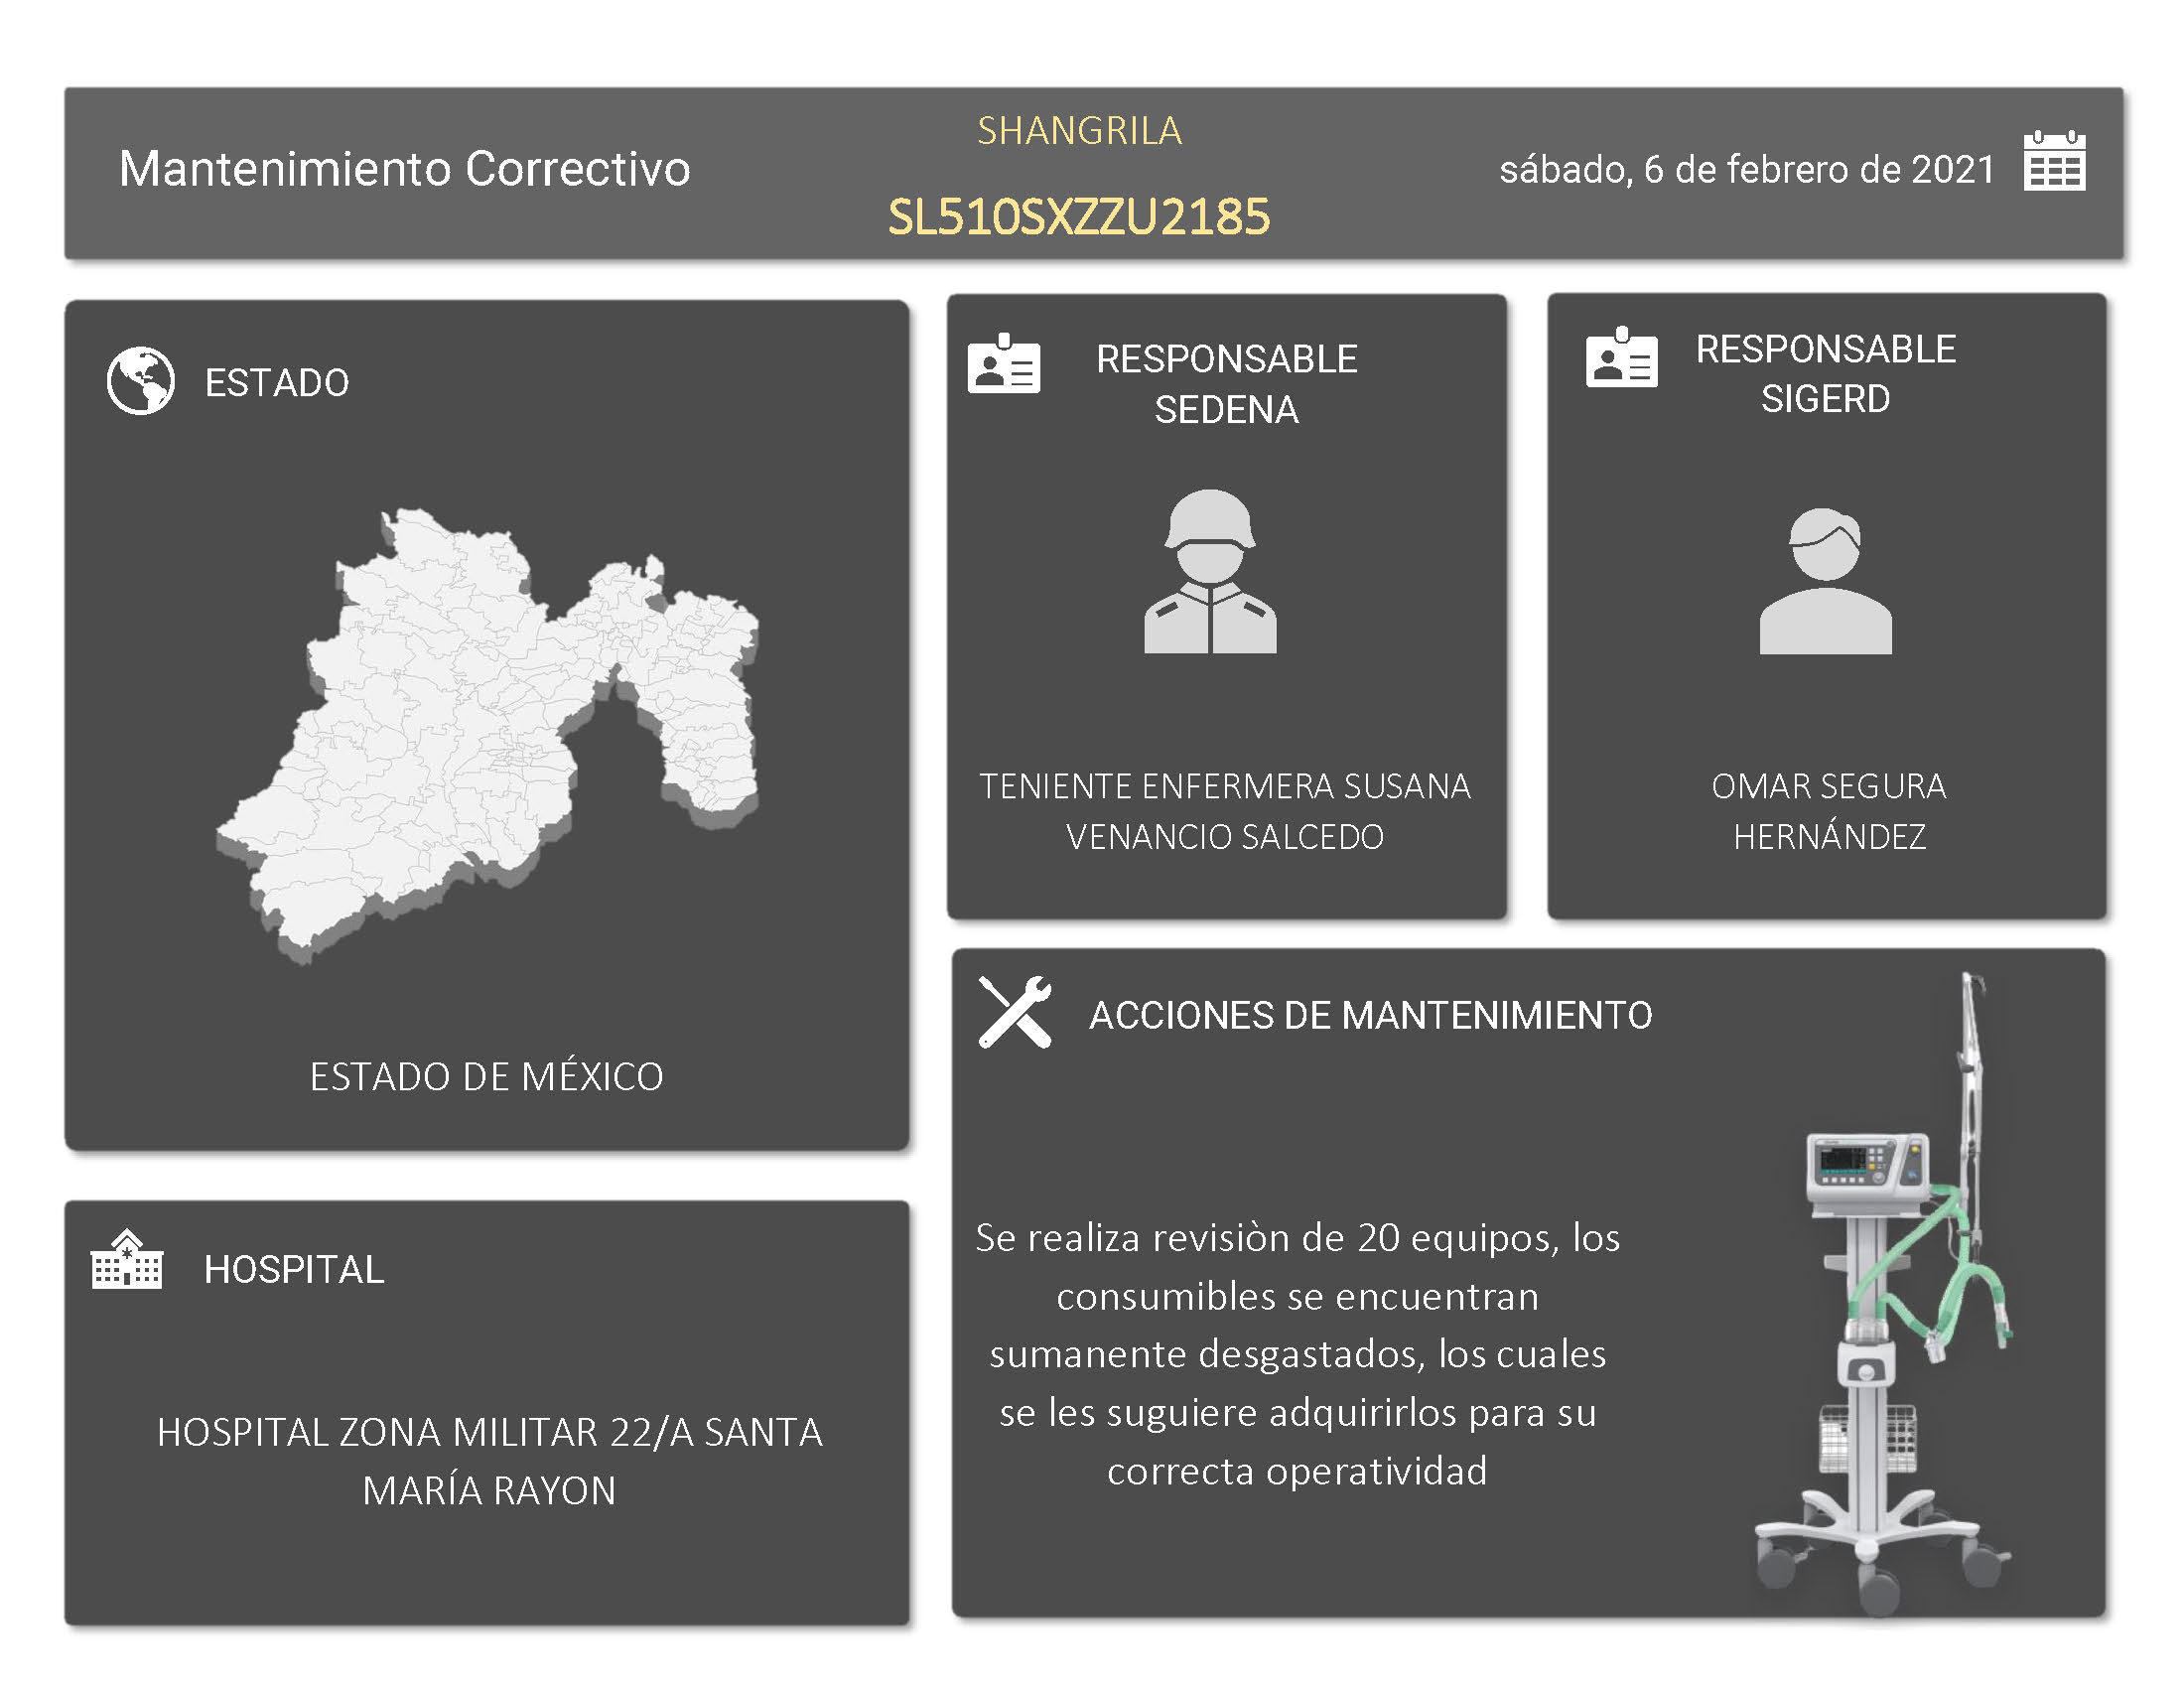 Mantenimiento Correctivo
SHANGRILA
SL510SXZZU2185
sábado, 6 de febrero de 2021
ESTADO
ESTADO DE MÉXICO
RESPONSABLE
SEDENA
TENIENTE ENFERMERA SUSANA
VENANCIO SALCEDO
RESPONSABLE
SIGERD
OMAR SEGURA
HERNÁNDEZ
HOSPITAL
HOSPITAL ZONA MILITAR 22/A SANTA
MARÍA RAYON
ACCIONES DE MANTENIMIENTO
Se realiza revisiòn de 20 equipos, los
consumibles se encuentran
sumanente desgastados, los cuales
se les suguiere adquirirlos para su
correcta operatividad